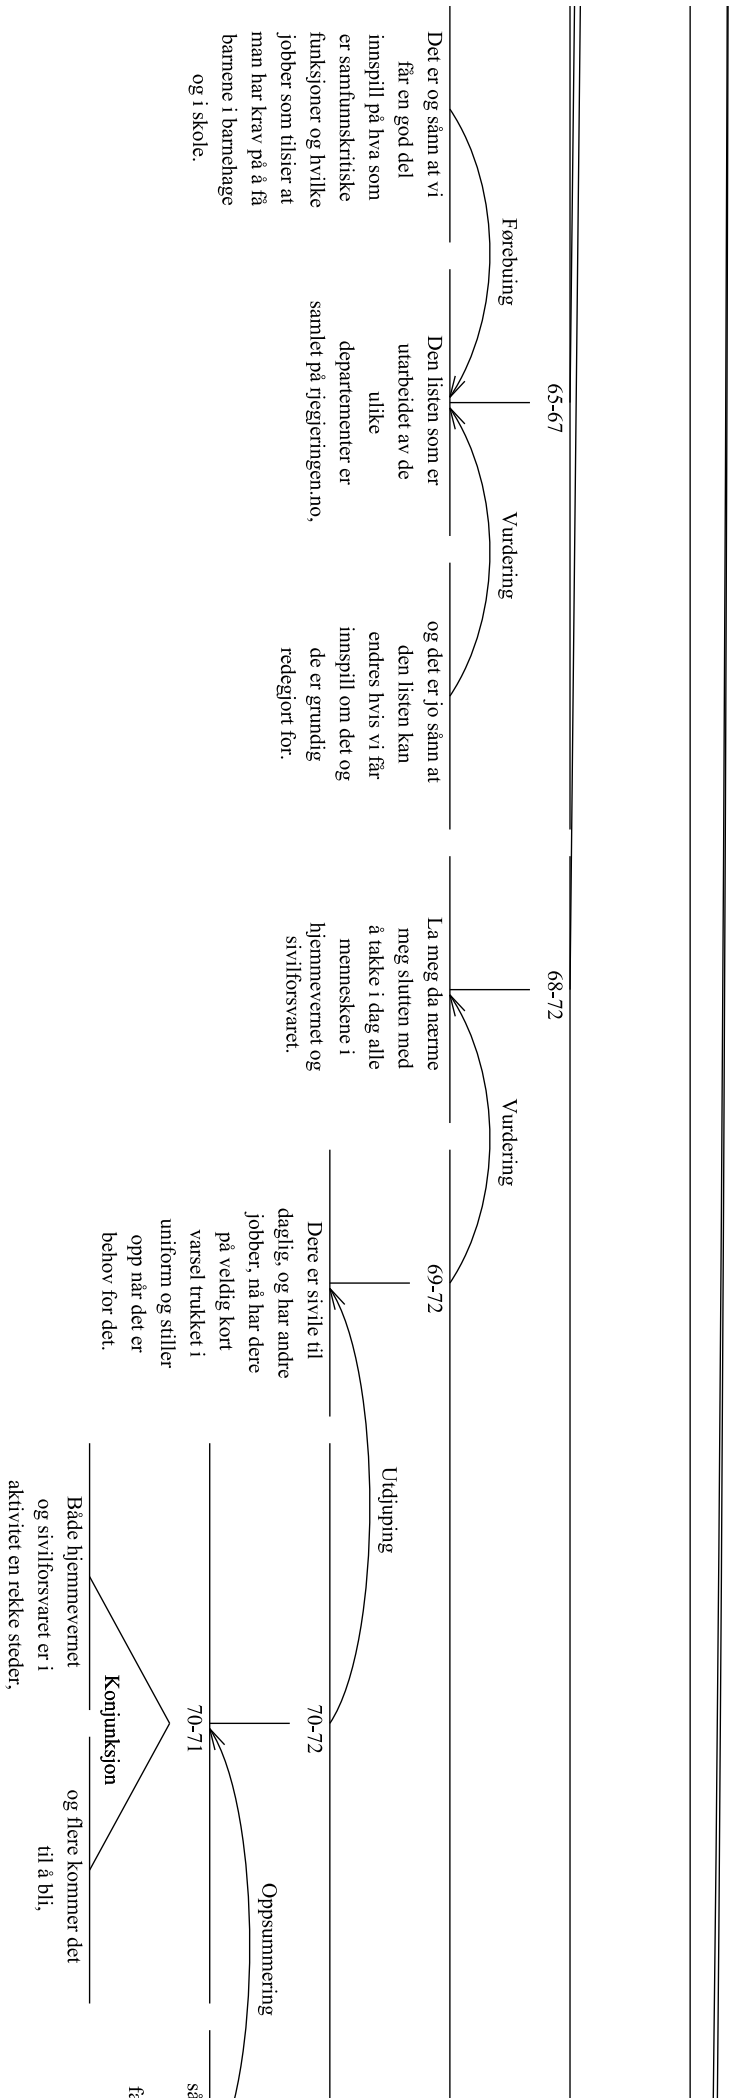 65-67
Førebuing
Vurdering
Det er og sånn at vi
får en god del
innspill på hva som
er samfunnskritiske
funksjoner og hvilke
jobber som tilsier at
man har krav på å få
barnene i barnehage
og i skole.
Den listen som er
utarbeidet av de
ulike
departementer er
samlet på rjegjeringen.no,
og det er jo sånn at
den listen kan
endres hvis vi får
innspill om det og
de er grundig
redegjort for.
68-72
Vurdering
La meg da nærme
meg slutten med
å takke i dag alle
menneskene i
hjemmevernet og
sivilforsvaret.
69-72
Utdjuping
Dere er sivile til
daglig, og har andre
jobber, nå har dere
på veldig kort
varsel trukket i
uniform og stiller
opp når det er
behov for det.
70-72
Oppsummering
70-71
Konjunksjon
Både hjemmevernet
og sivilforsvaret er i
aktivitet en rekke steder,
og flere kommer det
til å bli,
så